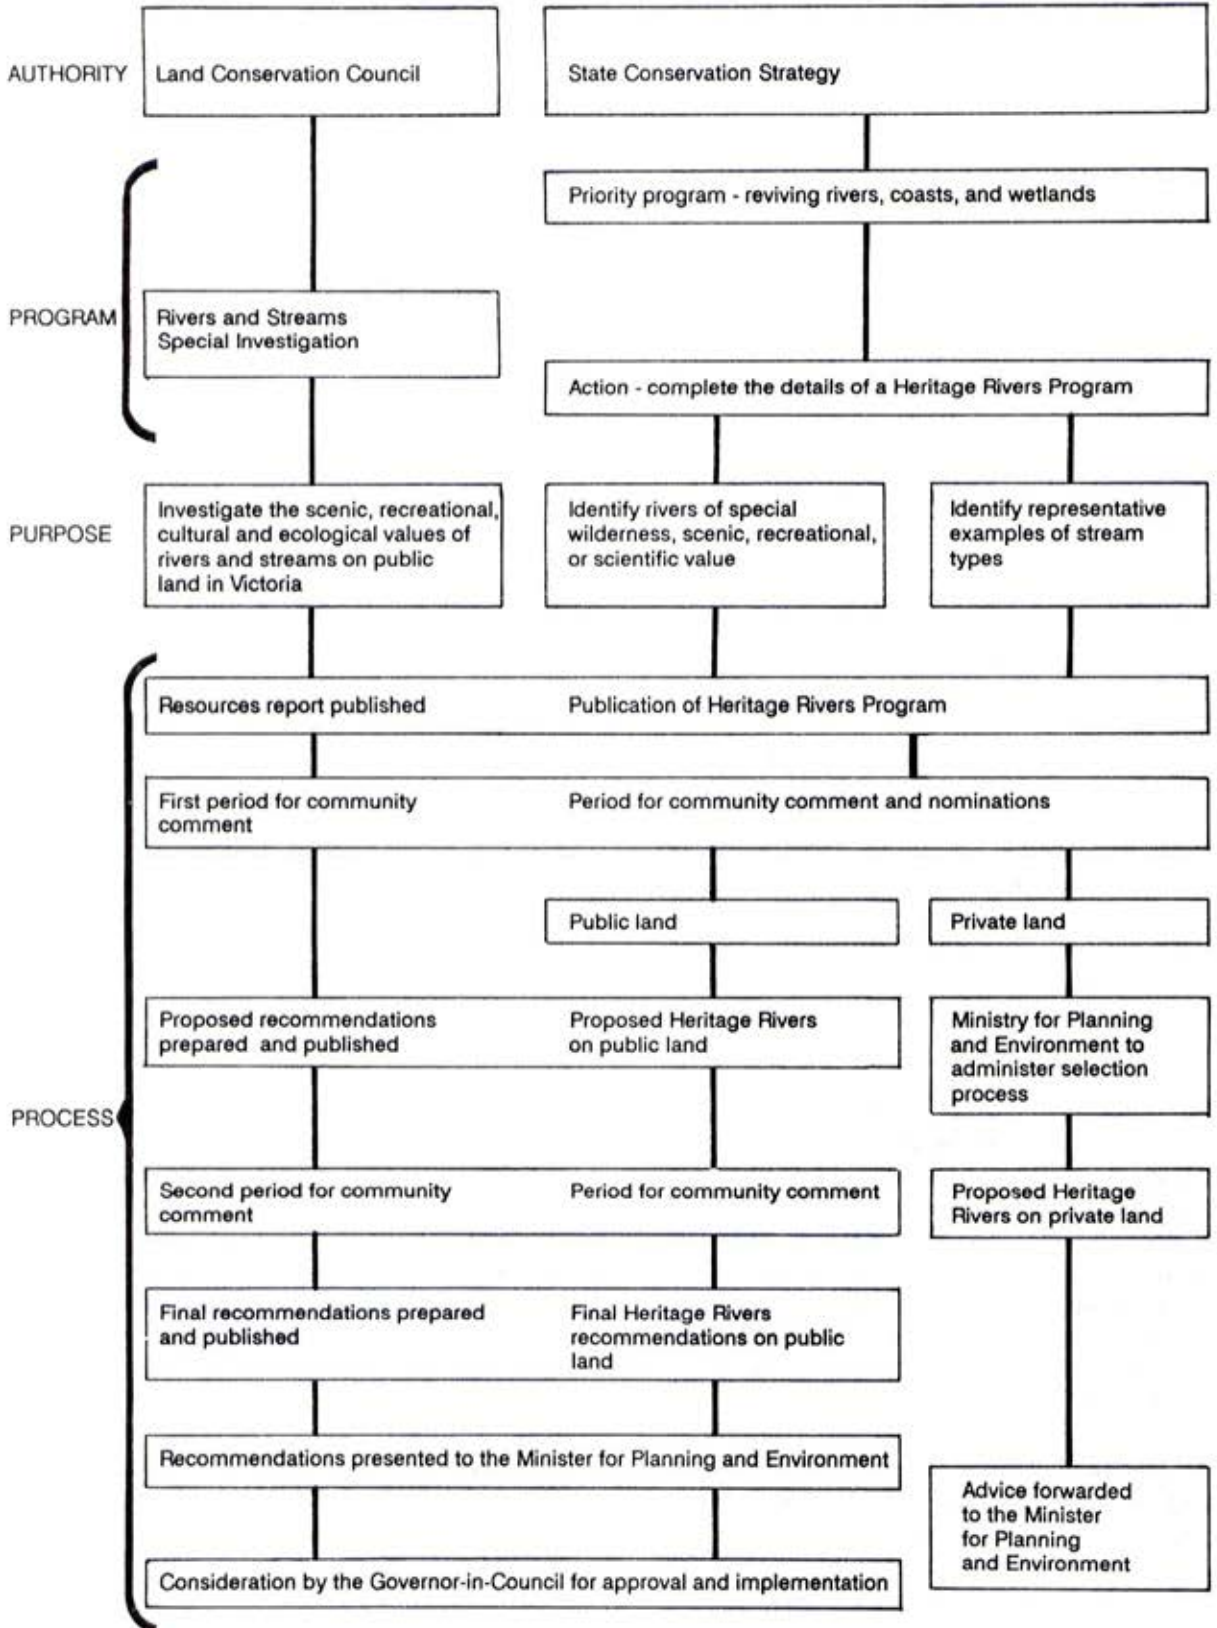 AUTHORITY
Land Conservation Council
State Conservation Strategy
Priority program - reviving rivers, coasts, and wetlands
PROGRAM
Rivers and Streams
Special Investigation
Action - complete the details of a Heritage Rivers Program
PURPOSE
Investigate the scenic, recreational,
cultural and ecological values of
rivers and streams on public
land in Victoria
Identify rivers of special
wilderness, scenic, recreational,
or scientific value
Identify representative
examples of stream
types
Resources report published
Publication of Heritage Rivers Program
First period for community
comment
Period for community comment and nominations
Public land
Private land
Proposed recommendations
prepared and published
Proposed Heritage Rivers
on public land
Ministry for Planning
and Environment to
administer selection
process
PROCESS
Second period for community
comment
Period for community comment
Proposed Heritage
Rivers on private land
Final recommendations prepared
and published
Final Heritage Rivers
recommendations on public
land
Recommendations presented to the Minister for Planning and Environment
Advice forwarded
to the Minister
for Planning
and Environment
Consideration by the Governor-in-Council for approval and implementation